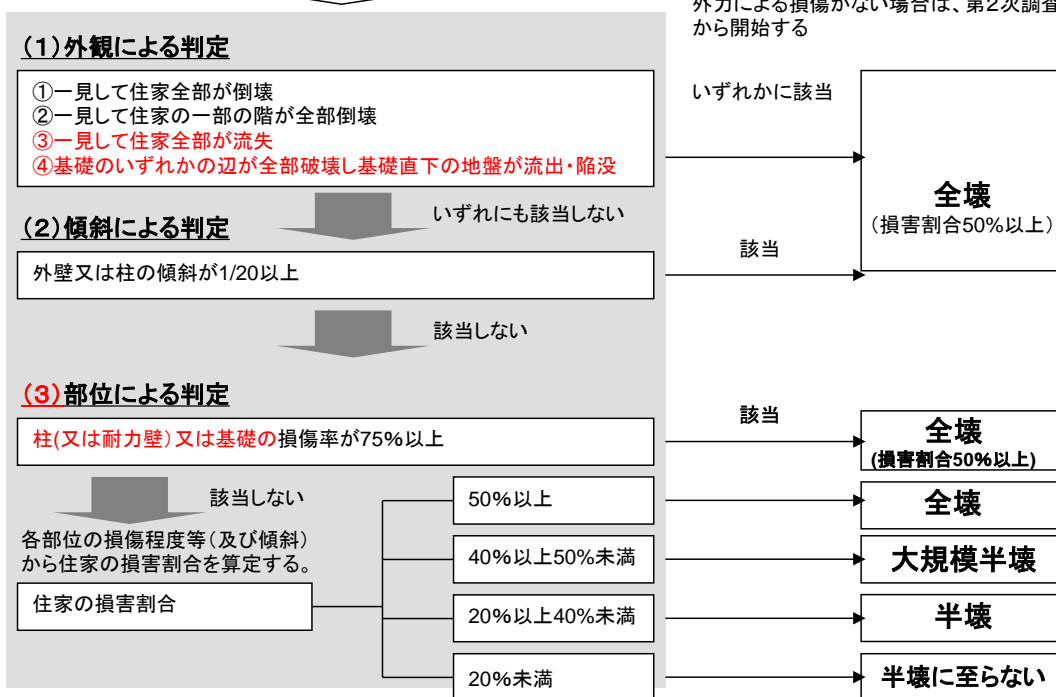 外力による損傷がない場合は、第2次調査
から開始する
（1）外観による判定
①一見して住家全部が倒壊
②一見して住家の一部の階が全部倒壊
③一見して住家全部が流失
④基礎のいずれかの辺が全部破壊し基礎直下の地盤が流出・陥没
いずれかに該当
全壊
（損害割合50%以上）
いずれにも該当しない
（2）傾斜による判定
外壁又は柱の傾斜が1/20以上
該当
該当しない
（3）部位による判定
柱(又は耐力壁）又は基礎の損傷率が75%以上
該当
全壊
(損害割合50%以上)
該当しない
各部位の損傷程度等（及び傾斜）
から住家の損害割合を算定する。
住家の損害割合
50%以上
全壊
40%以上50%未満
大規模半壊
20%以上40%未満
半壊
20%未満
半壊に至らない